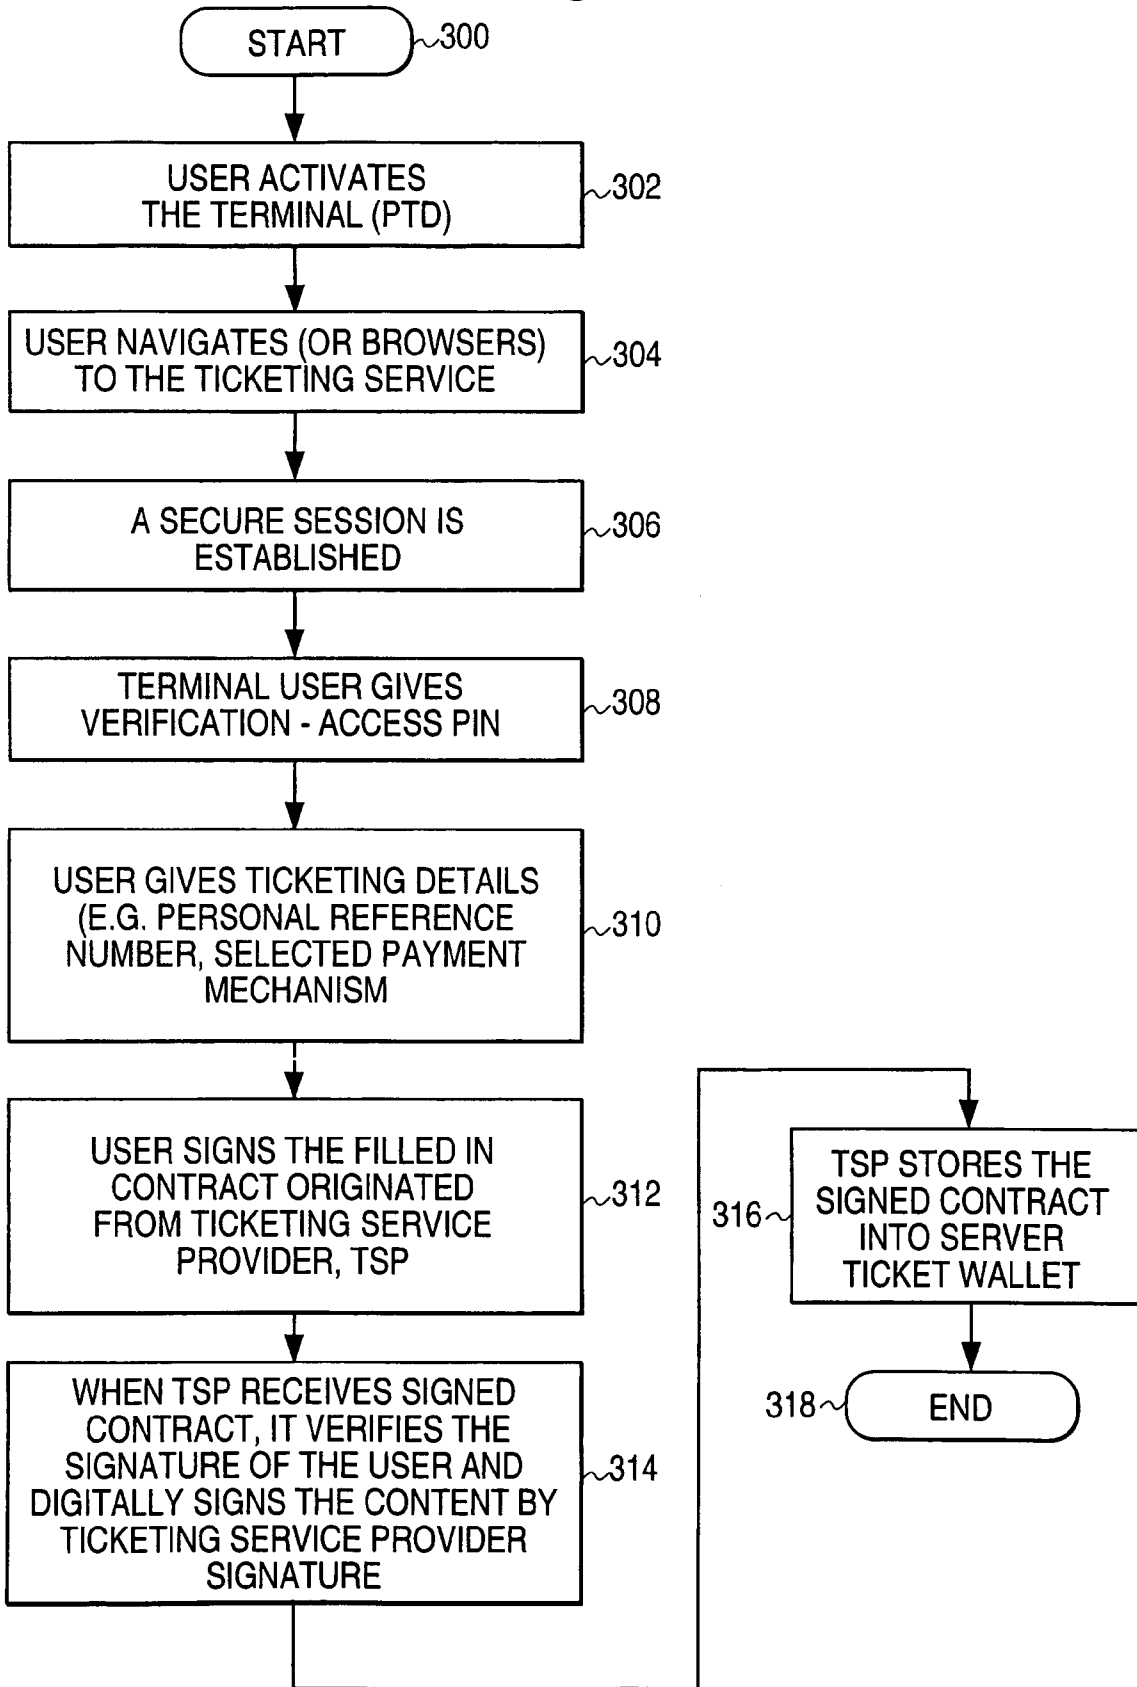 START
300
USER ACTIVATES
THE TERMINAL (PTD)
302
USER NAVIGATES (OR BROWSERS)
TO THE TICKETING SERVICE
304
A SECURE SESSION IS
ESTABLISHED
306
TERMINAL USER GIVES
VERIFICATION - ACCESS PIN
308
USER GIVES TICKETING DETAILS
(E.G. PERSONAL REFERENCE
NUMBER, SELECTED PAYMENT
MECHANISM
310
USER SIGNS THE FILLED IN
CONTRACT ORIGINATED
FROM TICKETING SERVICE
PROVIDER, TSP
312
WHEN TSP RECEIVES SIGNED
CONTRACT, IT VERIFIES THE
SIGNATURE OF THE USER AND
DIGITALLY SIGNS THE CONTENT BY
TICKETING SERVICE PROVIDER
SIGNATURE
314
TSP STORES THE
SIGNED CONTRACT
INTO SERVER
TICKET WALLET
316
END
318